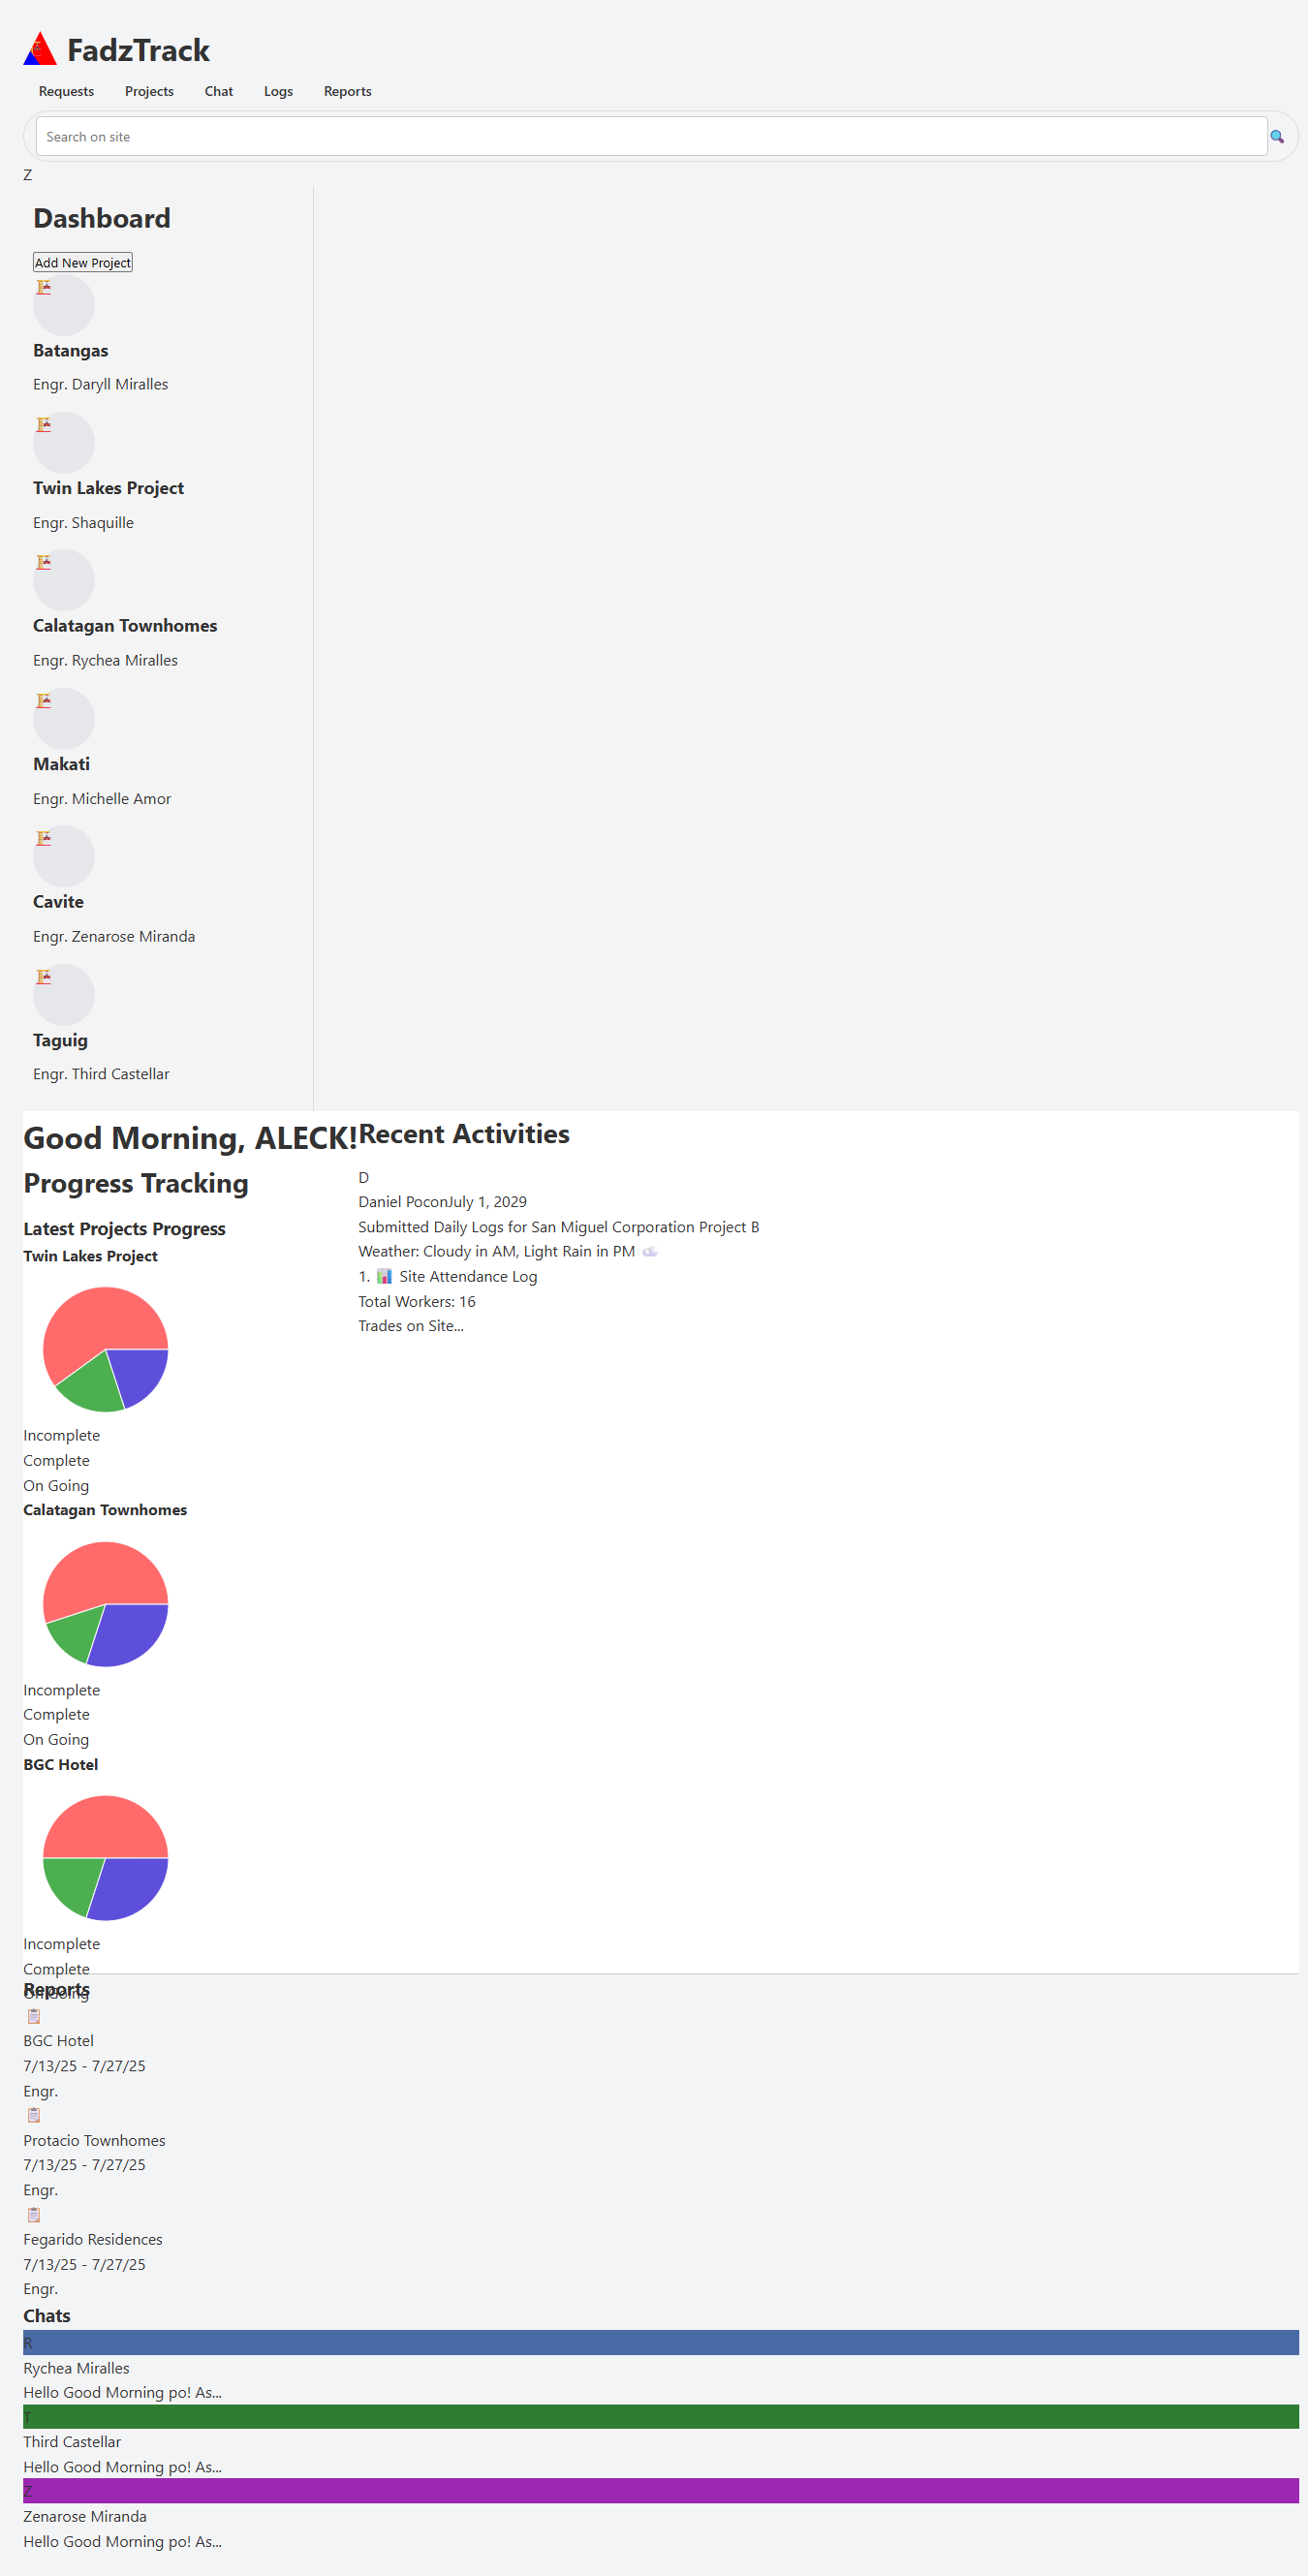 FadzTrack
Requests Projects Chat Logs Reports
Search on site
Z
Dashboard
Add New Project
Batangas
Engr. Daryll Miralles
Twin Lakes Project
Engr. Shaquille
Calatagan Townhomes
Engr. Rychea Miralles
Makati
Engr. Michelle Amor
Cavite
Engr. Zenarose Miranda
Taguig
Engr. Third Castellar
Good Morning, ALECK!
Progress Tracking
Latest Projects Progress
Twin Lakes Project
Incomplete
Complete
On Going
Calatagan Townhomes
Incomplete
Complete
On Going
BGC Hotel
Incomplete
Complete
On Going
Recent Activities
D
Daniel PoconJuly 1, 2029
Submitted Daily Logs for San Miguel Corporation Project B
Weather: Cloudy in AM, Light Rain in PM
1. Site Attendance Log
Total Workers: 16
Trades on Site...
Reports
BGC Hotel
7/13/25 - 7/27/25
Engr.
Protacio Townhomes
7/13/25 - 7/27/25
Engr.
Fegarido Residences
7/13/25 - 7/27/25
Engr.
Chats
R
Rychea Miralles
Hello Good Morning po! As...
T
Third Castellar
Hello Good Morning po! As...
Z
Zenarose Miranda
Hello Good Morning po! As...